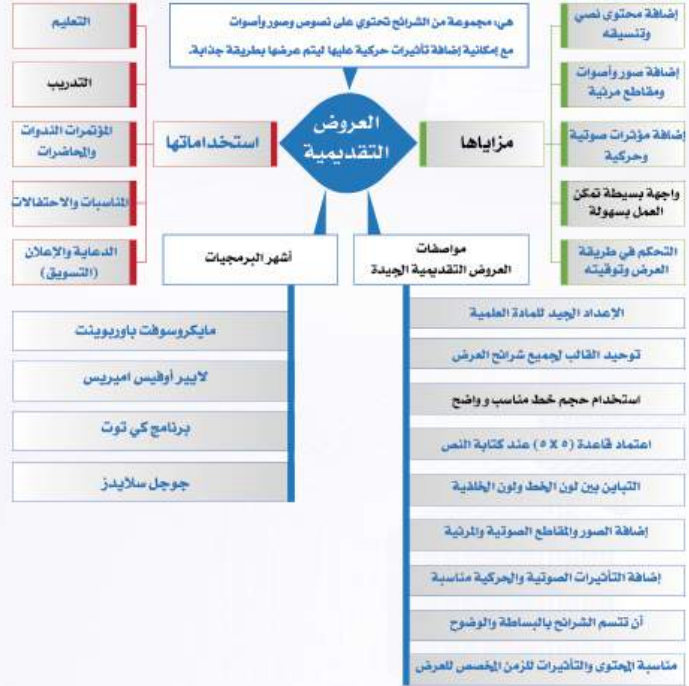 هي: مجموعة من الشرائح تحتوي على نصوص وصور وأصوات
مع إمكانية إضافة تأثيرات حركية عليها ليتم عرضها بطريقة جذابة.
العروض
التقديمية
مزاياها
إضافة محتوى نصي
وتنسيقه
إضافة صور وأصوات
ومقاطع مرئية
إضافة مؤثرات صوتية
وحركية
واجهة بسيطة تمكن
العمل بسهولة
التحكم في طريقة
العرض وتوقيته
استخداماتها
التعليم
التدريب
المؤتمرات الندوات
والمحاضرات
المناسبات والاحتفالات
الدعاية والإعلان
(التسويق)
مواصفات
العروض التقديمية الجيدة
الإعداد الجيد للمادة العلمية
توحيد القالب لجميع شرائح العرض
استخدام حجم خط مناسب و واضح
اعتماد قاعدة (٥ x ٥) عند كتابة النص
التباين بين لون الخط ولون الخلفية
إضافة الصور والمقاطع الصوتية والمرئية
إضافة التأثيرات الصوتية والحركية مناسبة
أن تتسم الشرائح بالبساطة والوضوح
مناسبة المحتوى والتأثيرات للزمن المخصص للعرض
أشهر البرمجيات
مايكروسوفت باوربوينت
لايبر أوفيس امبريس
برنامج كي نوت
جوجل سلايدز